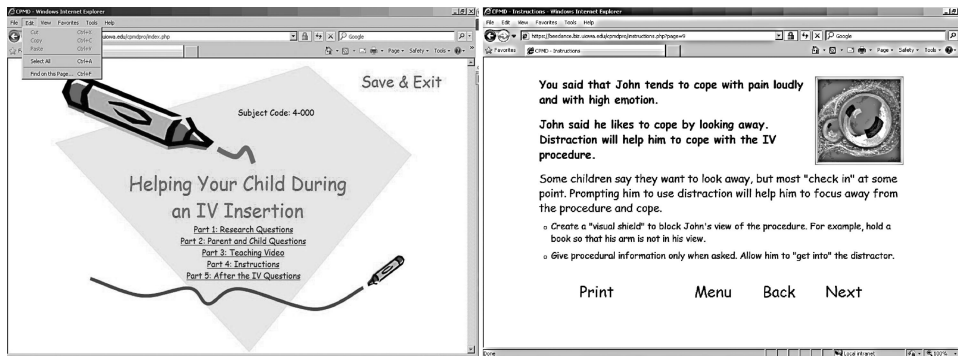 CPMD - Windows Internet Explorer
File Edit View Favorites Tools Help
Cut Ctrl+X
Copy Ctrl+C
Paste Ctrl+V
Select All Ctrl+A
Find on this Page... Ctrl+F
uiowa.edu/cpmdpro/index.php
Google
Page Safety Tools
Save & Exit
Subject Code: 4-000
Helping Your Child During
an IV Insertion
Part 1: Research Questions
Part 2: Parent and Child Questions
Part 3: Teaching Video
Part 4: Instructions
Part 5: After the IV Questions
CPMD - Instructions - Windows Internet Explorer
File Edit View Favorites Tools Help
Google
Favorites CPMD - Instructions
Page Safety Tools
You said that John tends to cope with pain loudly
and with high emotion.
John said he likes to cope by looking away.
Distraction will help him to cope with the IV
procedure.
Some children say they want to look away, but most "check in" at some
point. Prompting him to use distraction will help him to focus away from
the procedure and cope.
Create a "visual shield" to block John's view of the procedure. For example, hold a
book so that his arm is not in his view.
Give procedural information only when asked. Allow him to "get into" the distractor.
Print Menu Back Next
Done
Local intranet 100%